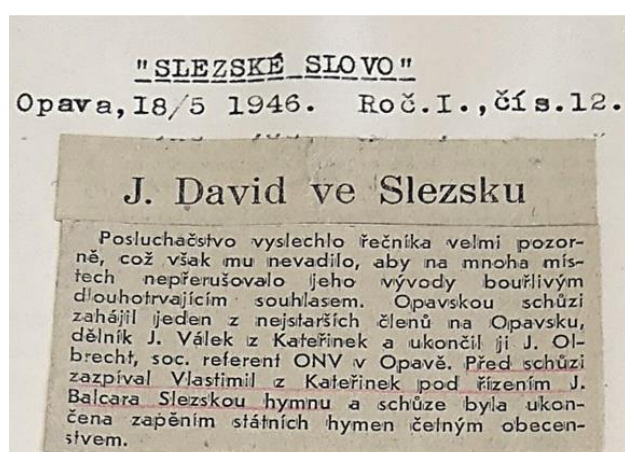 "SLEZSKÉ SLOVO"
Opava,I8/5 1946. Roč.I.,čís.12.
J. David ve Slezsku
Posluchačstvo vyslechlo řečníka velmi pozor-
ně, což však mu nevadilo, aby na mnoha mís-
tech nepřerušovalo jeho vývody bouřlivým
dlouhotrvajícím souhlasem. Opavskou schůzi
zahájil jeden z nejstarších členů na Opavsku,
dělník J. Válek z Kateřinek a ukončil ji J. Ol-
brecht, soc. referent ONV v Opavě. Před schůzi
zazpíval Vlastimil z Kateřinek pod řízením J.
Balcara Slezskou hymnu a schůze byla ukon-
čena zapěním státních hymen četným obecen-
stvem.